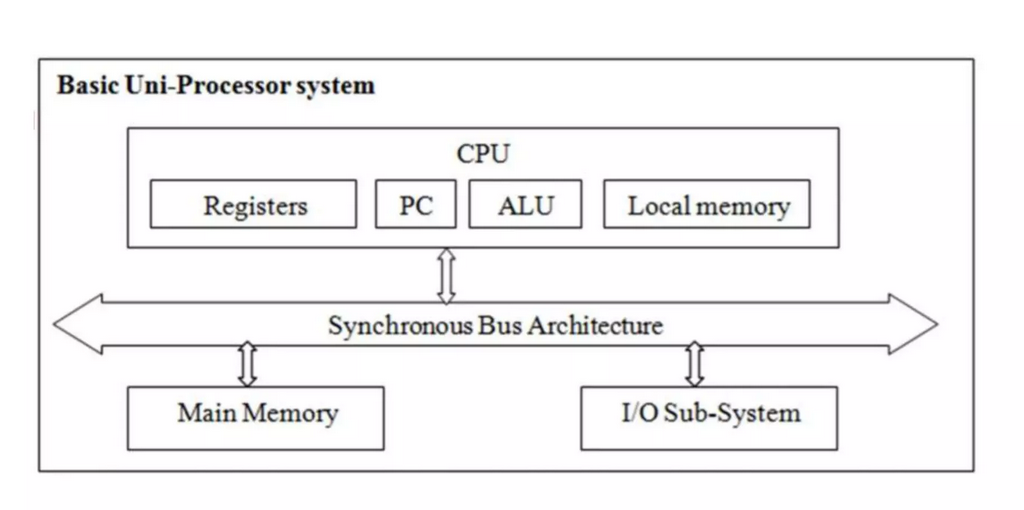 Basic Uni-Processor system
CPU
Registers
PC
ALU
Local memory
Synchronous Bus Architecture
Main Memory
I/O Sub-System